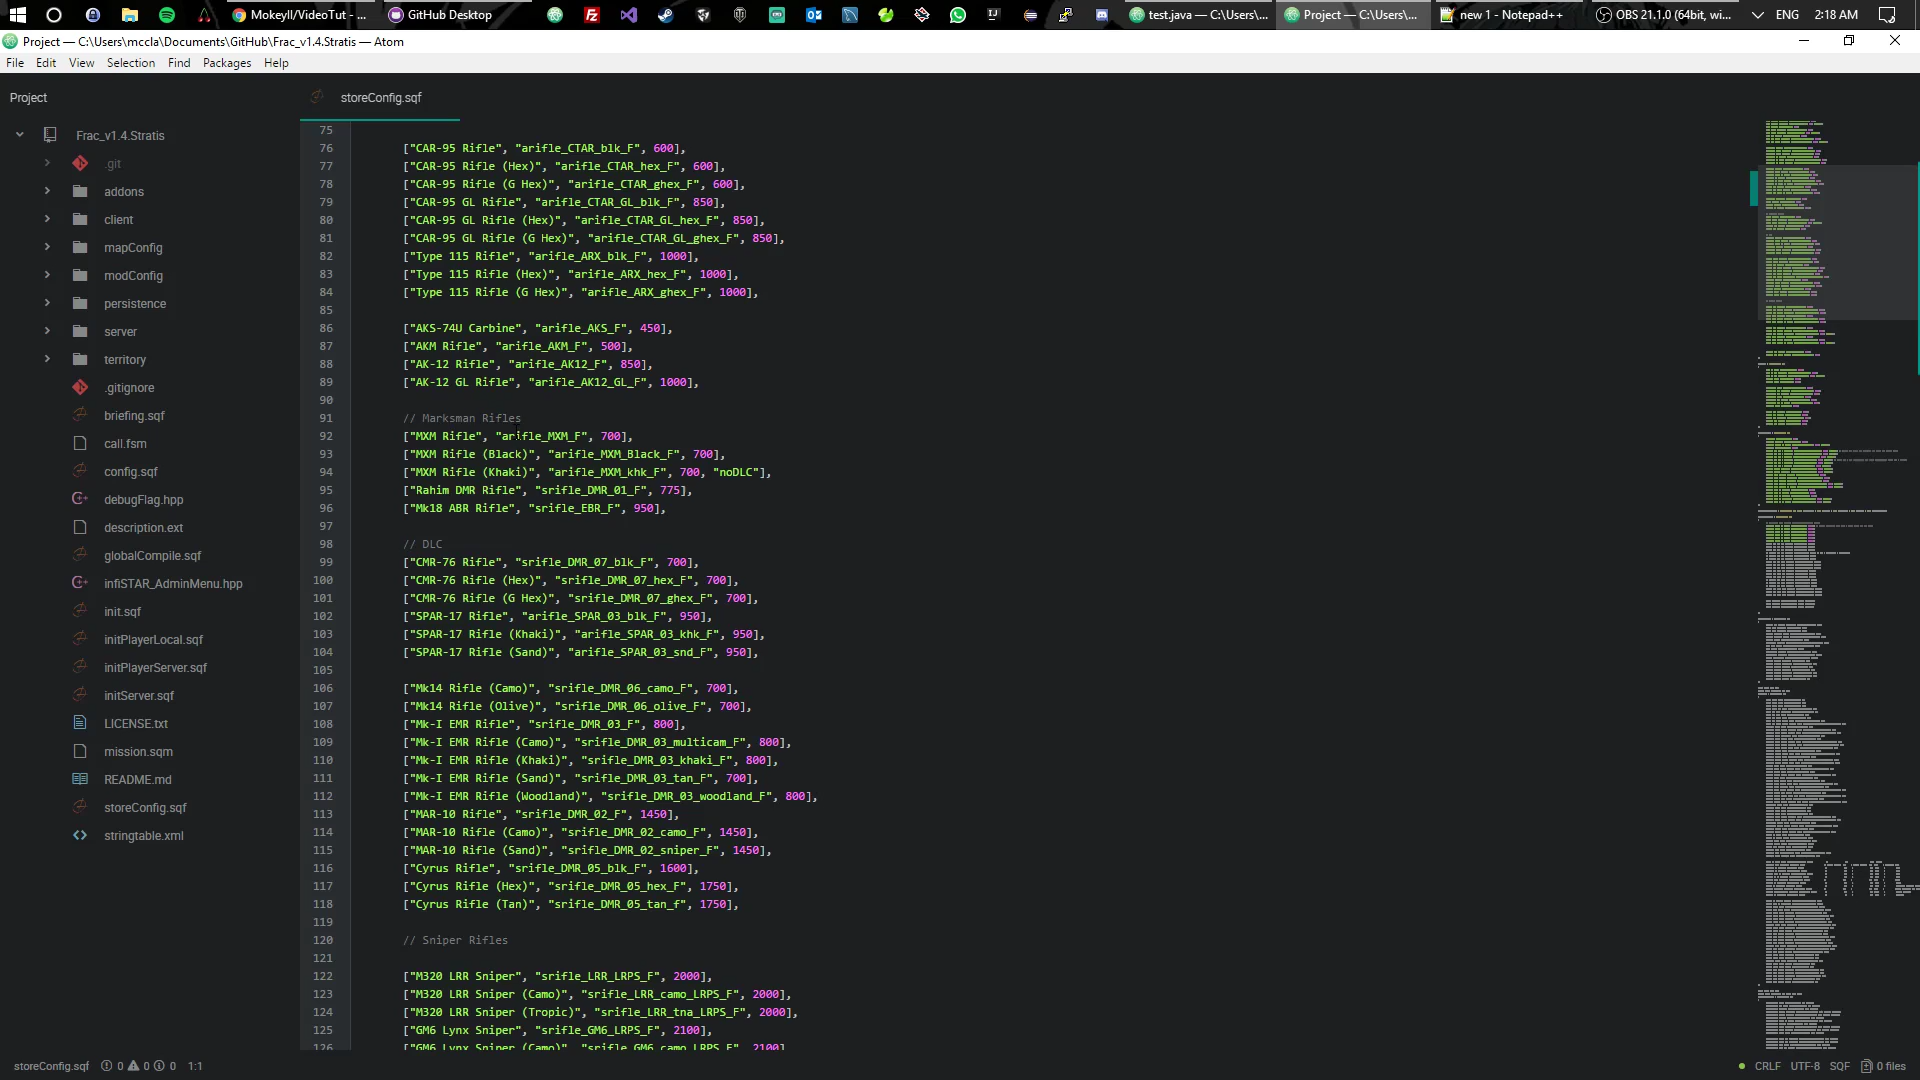 Mokeyll/VideoTut - ...
GitHub Desktop
test.java — C:\Users\...
Project — C:\Users\...
new 1 - Notepad++
OBS 21.1.0 (64bit, wi...
ENG
2:18 AM
Project — C:\Users\mccla\Documents\GitHub\Frac_v1.4.Stratis — Atom
File Edit View Selection Find Packages Help
Project
Frac_v1.4.Stratis
.git
addons
client
mapConfig
modConfig
persistence
server
territory
.gitignore
briefing.sqf
call.fsm
config.sqf
debugFlag.hpp
description.ext
globalCompile.sqf
infiSTAR_AdminMenu.hpp
init.sqf
initPlayerLocal.sqf
initPlayerServer.sqf
initServer.sqf
LICENSE.txt
mission.sqm
README.md
storeConfig.sqf
stringtable.xml
storeConfig.sqf
75
76 ["CAR-95 Rifle", "arifle_CTAR_blk_F", 600],
77 ["CAR-95 Rifle (Hex)", "arifle_CTAR_hex_F", 600],
78 ["CAR-95 Rifle (G Hex)", "arifle_CTAR_ghex_F", 600],
79 ["CAR-95 GL Rifle", "arifle_CTAR_GL_blk_F", 850],
80 ["CAR-95 GL Rifle (Hex)", "arifle_CTAR_GL_hex_F", 850],
81 ["CAR-95 GL Rifle (G Hex)", "arifle_CTAR_GL_ghex_F", 850],
82 ["Type 115 Rifle", "arifle_ARX_blk_F", 1000],
83 ["Type 115 Rifle (Hex)", "arifle_ARX_hex_F", 1000],
84 ["Type 115 Rifle (G Hex)", "arifle_ARX_ghex_F", 1000],
85
86 ["AKS-74U Carbine", "arifle_AKS_F", 450],
87 ["AKM Rifle", "arifle_AKM_F", 500],
88 ["AK-12 Rifle", "arifle_AK12_F", 850],
89 ["AK-12 GL Rifle", "arifle_AK12_GL_F", 1000],
90
91 // Marksman Rifles
92 ["MXM Rifle", "arifle_MXM_F", 700],
93 ["MXM Rifle (Black)", "arifle_MXM_Black_F", 700],
94 ["MXM Rifle (Khaki)", "arifle_MXM_khk_F", 700, "noDLC"],
95 ["Rahim DMR Rifle", "srifle_DMR_01_F", 775],
96 ["Mk18 ABR Rifle", "srifle_EBR_F", 950],
97
98 // DLC
99 ["CMR-76 Rifle", "srifle_DMR_07_blk_F", 700],
100 ["CMR-76 Rifle (Hex)", "srifle_DMR_07_hex_F", 700],
101 ["CMR-76 Rifle (G Hex)", "srifle_DMR_07_ghex_F", 700],
102 ["SPAR-17 Rifle", "arifle_SPAR_03_blk_F", 950],
103 ["SPAR-17 Rifle (Khaki)", "arifle_SPAR_03_khk_F", 950],
104 ["SPAR-17 Rifle (Sand)", "arifle_SPAR_03_snd_F", 950],
105
106 ["Mk14 Rifle (Camo)", "srifle_DMR_06_camo_F", 700],
107 ["Mk14 Rifle (Olive)", "srifle_DMR_06_olive_F", 700],
108 ["Mk-I EMR Rifle", "srifle_DMR_03_F", 800],
109 ["Mk-I EMR Rifle (Camo)", "srifle_DMR_03_multicam_F", 800],
110 ["Mk-I EMR Rifle (Khaki)", "srifle_DMR_03_khaki_F", 800],
111 ["Mk-I EMR Rifle (Sand)", "srifle_DMR_03_tan_F", 700],
112 ["Mk-I EMR Rifle (Woodland)", "srifle_DMR_03_woodland_F", 800],
113 ["MAR-10 Rifle", "srifle_DMR_02_F", 1450],
114 ["MAR-10 Rifle (Camo)", "srifle_DMR_02_camo_F", 1450],
115 ["MAR-10 Rifle (Sand)", "srifle_DMR_02_sniper_F", 1450],
116 ["Cyrus Rifle", "srifle_DMR_05_blk_F", 1600],
117 ["Cyrus Rifle (Hex)", "srifle_DMR_05_hex_F", 1750],
118 ["Cyrus Rifle (Tan)", "srifle_DMR_05_tan_f", 1750],
119
120 // Sniper Rifles
121
122 ["M320 LRR Sniper", "srifle_LRR_LRPS_F", 2000],
123 ["M320 LRR Sniper (Camo)", "srifle_LRR_camo_LRPS_F", 2000],
124 ["M320 LRR Sniper (Tropic)", "srifle_LRR_tna_LRPS_F", 2000],
125 ["GM6 Lynx Sniper", "srifle_GM6_LRPS_F", 2100],
126 ["GM6 Lynx Sniper (Camo)", "srifle_GM6_camo_LRPS_F", 2100],
storeConfig.sqf 0 0 0 1:1
CRLF UTF-8 SQF 0 files